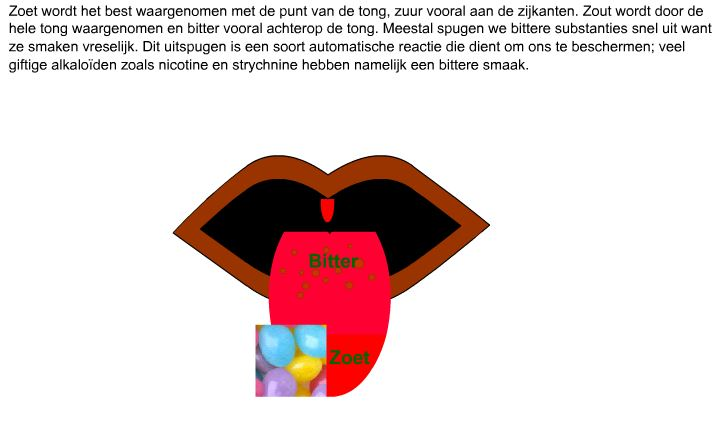 Zoet wordt het best waargenomen met de punt van de tong, zuur vooral aan de zijkanten. Zout wordt door de
hele tong waargenomen en bitter vooral achterop de tong. Meestal spugen we bittere substanties snel uit want
ze smaken vreselijk. Dit uitspugen is een soort automatische reactie die dient om ons te beschermen; veel
giftige alkaloïden zoals nicotine en strychnine hebben namelijk een bittere smaak.
Bitter
Zoet